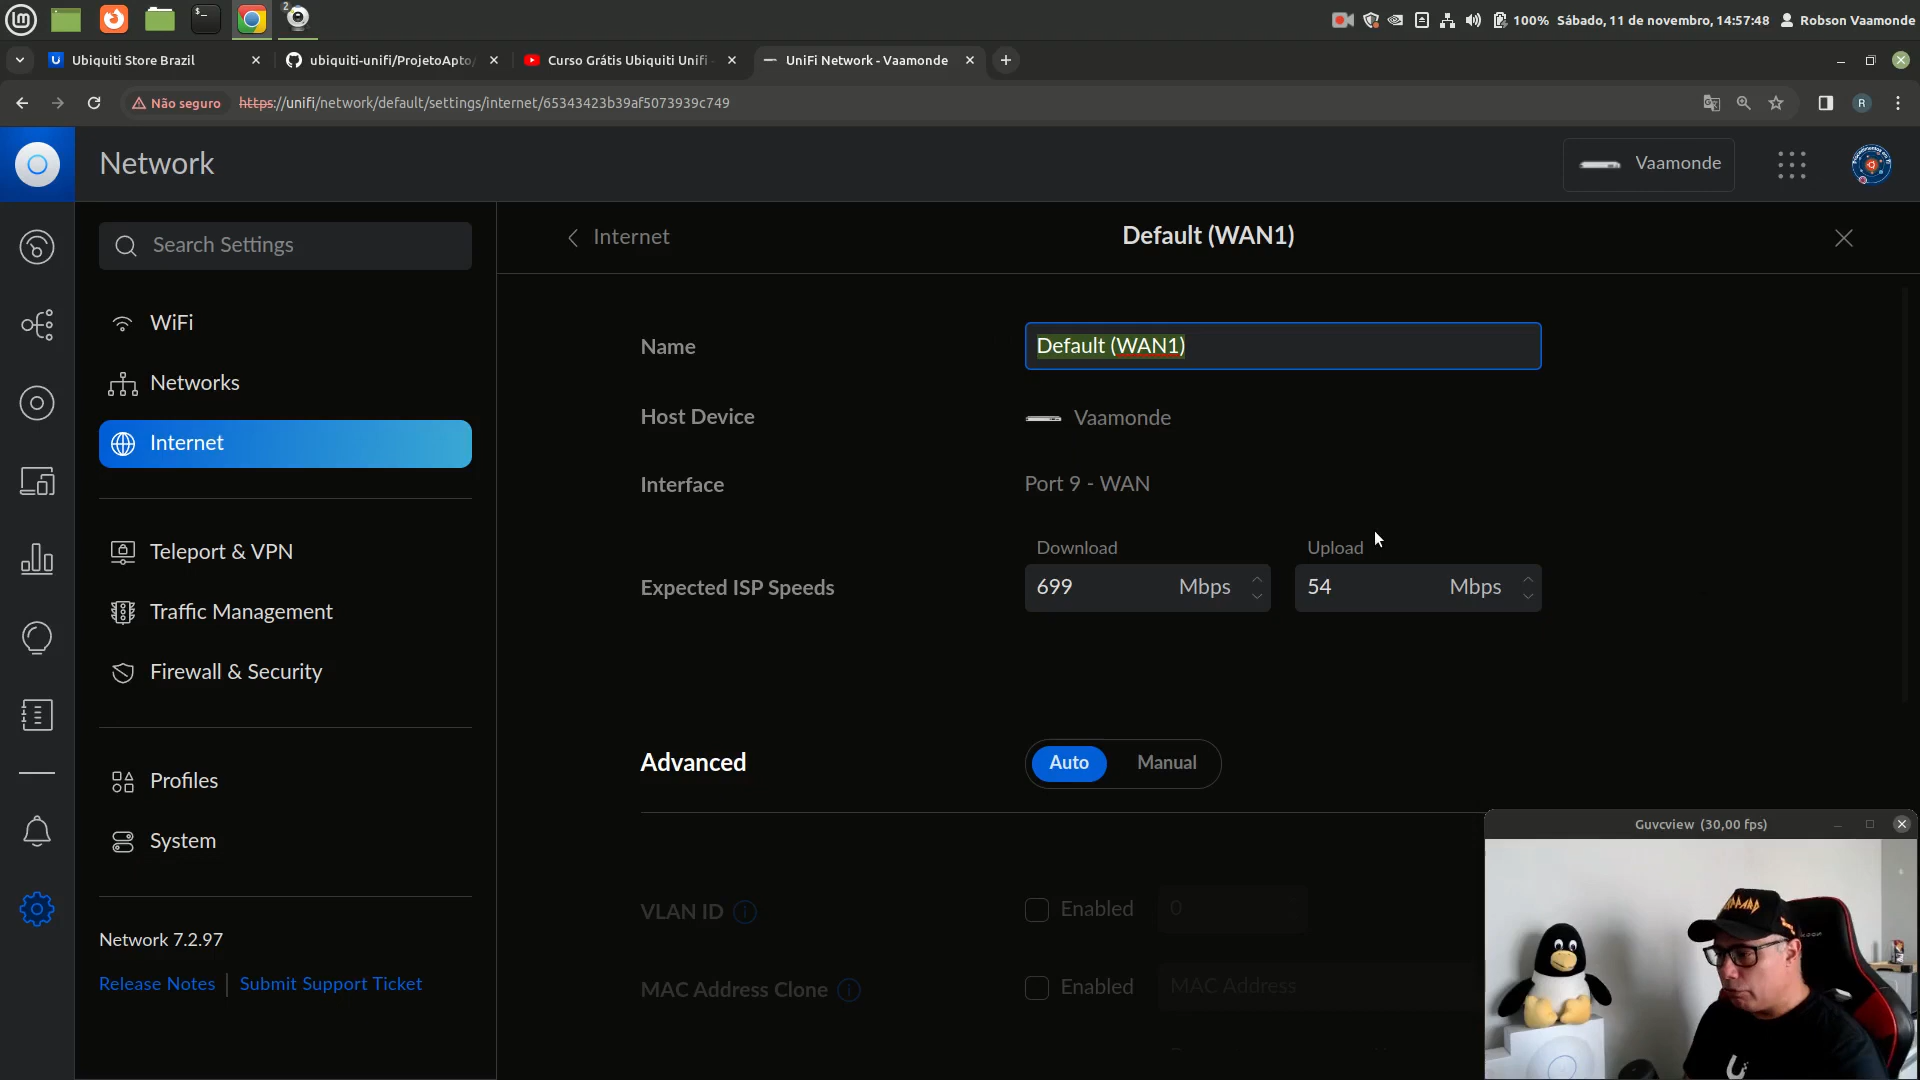 2
100%
Sábado, 11 de novembro, 14:57:48
Robson Vaamonde
Ubiquiti Store Brazil
ubiquiti-unifi/ProjetoApto/
Curso Grátis Ubiquiti Unifi
UniFi Network - Vaamonde
Não seguro
https://unifi/network/default/settings/internet/65343423b39af5073939c749
R
Network
Vaamonde
Search Settings
WiFi
Networks
Internet
Teleport & VPN
Traffic Management
Firewall & Security
Profiles
System
Network 7.2.97
Release Notes
Submit Support Ticket
Internet
Default (WAN1)
Name
Default (WAN1)
Host Device
Vaamonde
Interface
Port 9 - WAN
Download
Upload
Expected ISP Speeds
699 Mbps
54 Mbps
Advanced
Auto
Manual
VLAN ID
Enabled
0
MAC Address Clone
Enabled
MAC Address
Guvcview (30,00 fps)